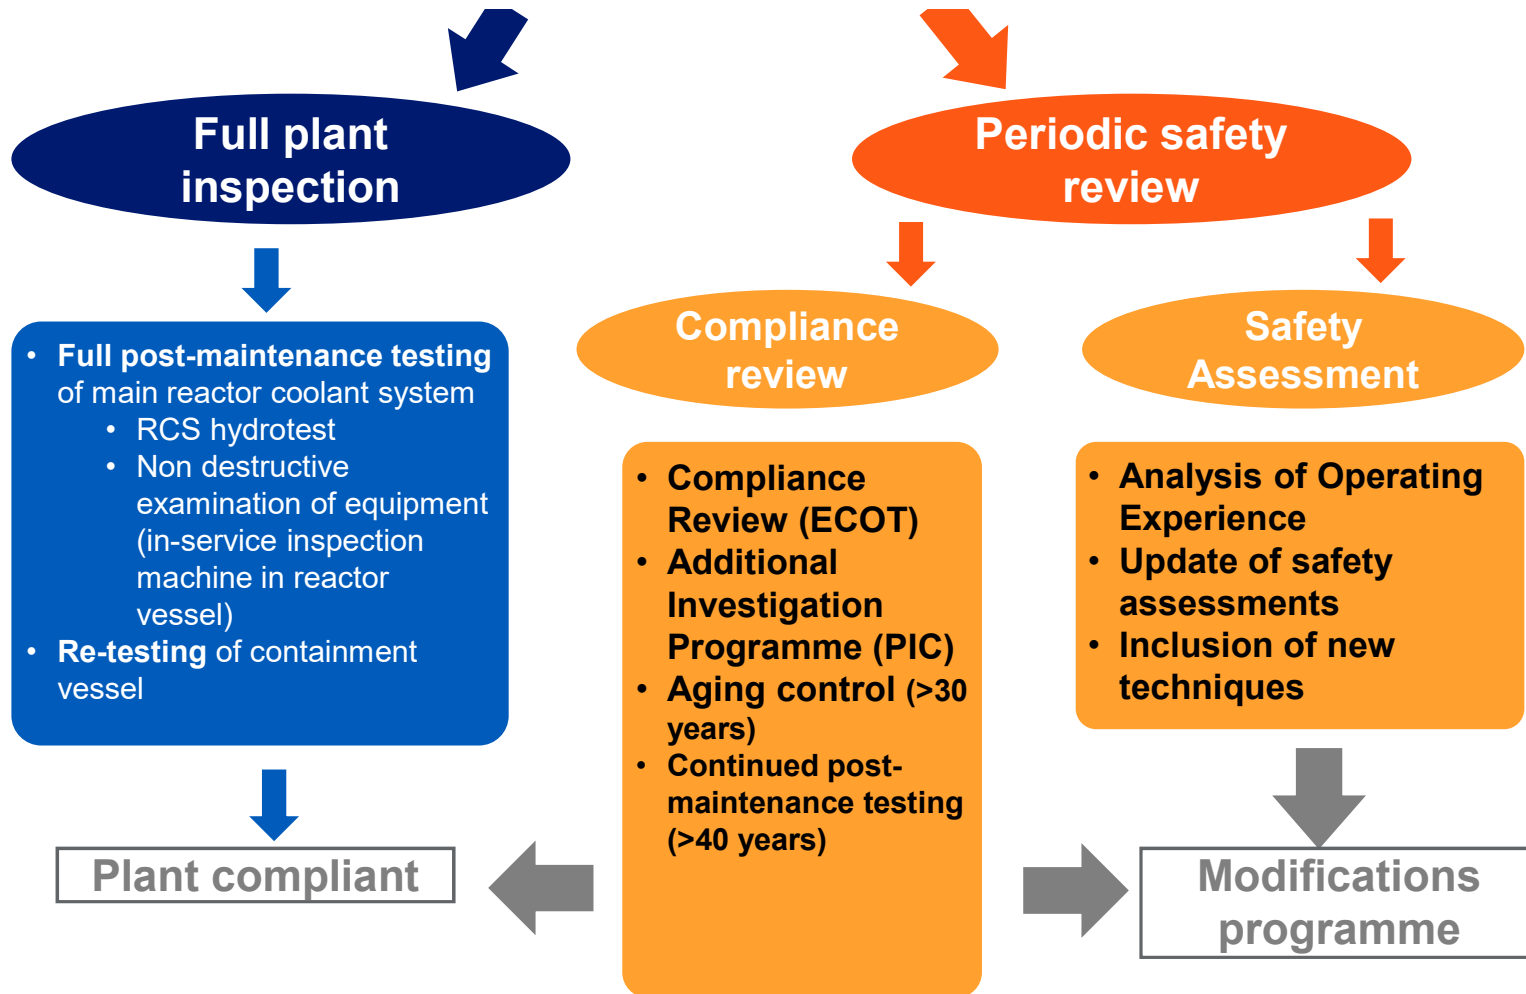 Full plant
inspection
Periodic safety
review
Compliance
review
Safety
Assessment
• Full post-maintenance testing
of main reactor coolant system
• RCS hydrotest
• Non destructive
examination of equipment
(in-service inspection
machine in reactor
vessel)
• Re-testing of containment
vessel
• Compliance
Review (ECOT)
• Additional
Investigation
Programme (PIC)
• Aging control (>30
years)
• Continued post-
maintenance testing
(>40 years)
• Analysis of Operating
Experience
• Update of safety
assessments
• Inclusion of new
techniques
Plant compliant
Modifications
programme